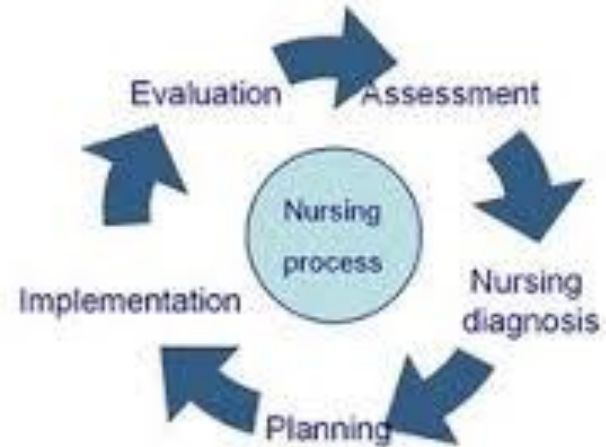 Evaluation
Assessment
Nursing
process
Nursing
diagnosis
Planning
Implementation